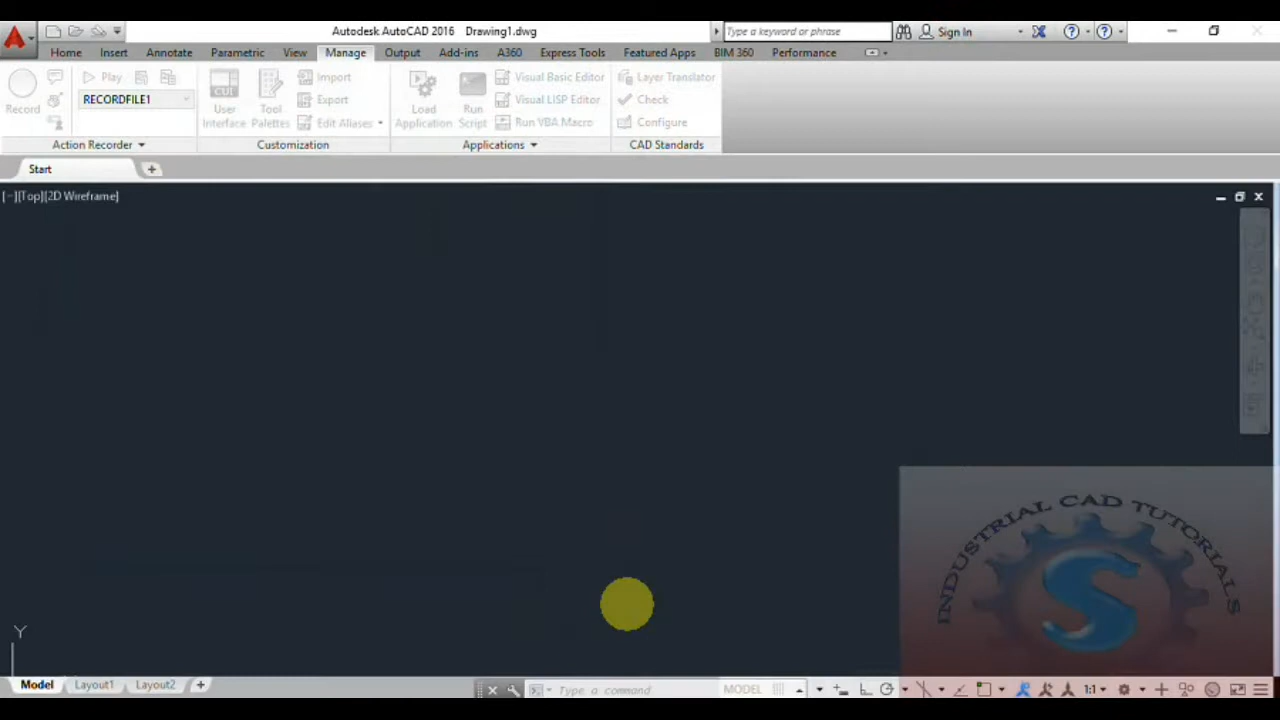 Autodesk AutoCAD 2016 Drawing1.dwg
Type a keyword or phrase
Sign In
Home Insert Annotate Parametric View Manage Output Add-ins A360 Express Tools Featured Apps BIM 360 Performance
Record
Play
RECORDFILE1
Action Recorder
CUI
User Interface
Tool Palettes
Import
Export
Edit Aliases
Customization
Load Application
Run Script
Visual Basic Editor
Visual LISP Editor
Run VBA Macro
Applications
Layer Translator
Check
Configure
CAD Standards
Start
[−][Top][2D Wireframe]
INDUSTRIAL CAD TUTORIALS
S
Y
Model Layout1 Layout2
Type a command
MODEL
1:1